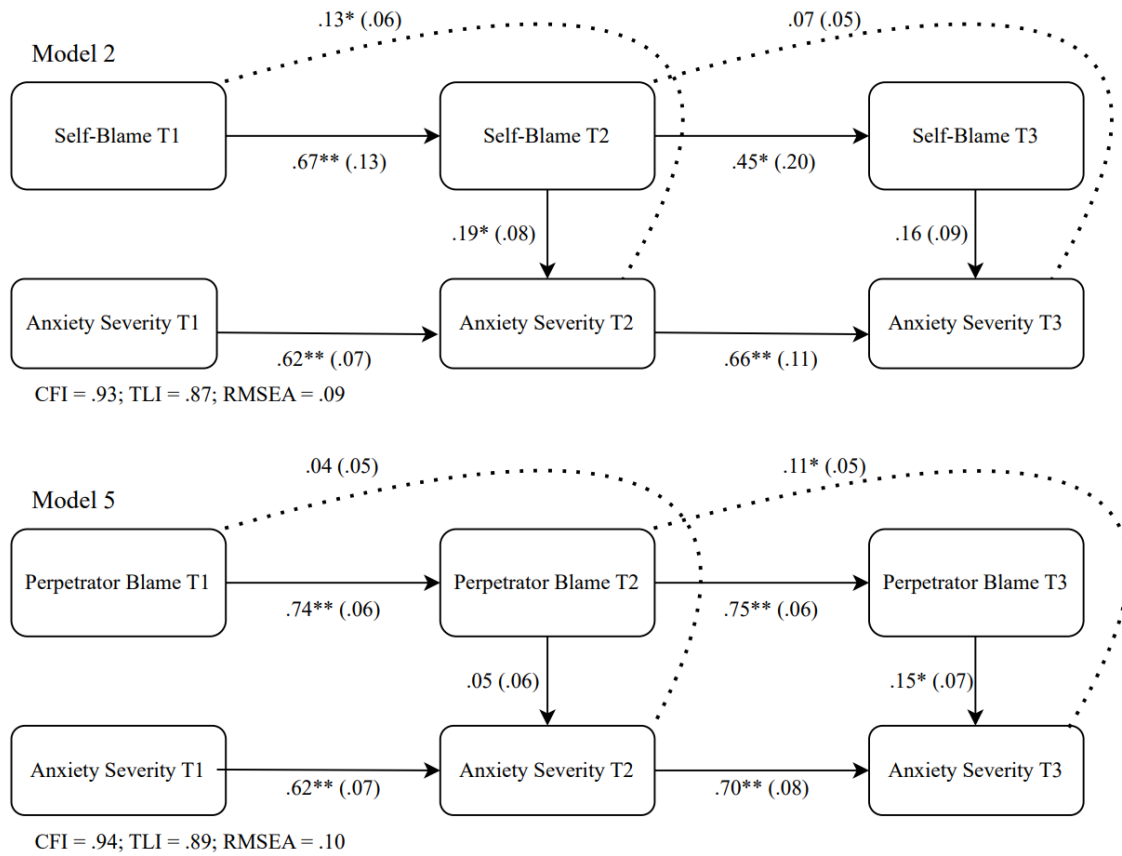 .13* (.06)
.07 (.05)
Model 2
Self-Blame T1
Self-Blame T2
Self-Blame T3
.67** (.13)
.45* (.20)
.19* (.08)
.16 (.09)
Anxiety Severity T1
Anxiety Severity T2
Anxiety Severity T3
.62** (.07)
.66** (.11)
CFI = .93; TLI = .87; RMSEA = .09
.04 (.05)
.11* (.05)
Model 5
Perpetrator Blame T1
Perpetrator Blame T2
Perpetrator Blame T3
.74** (.06)
.75** (.06)
.05 (.06)
.15* (.07)
Anxiety Severity T1
Anxiety Severity T2
Anxiety Severity T3
.62** (.07)
.70** (.08)
CFI = .94; TLI = .89; RMSEA = .10